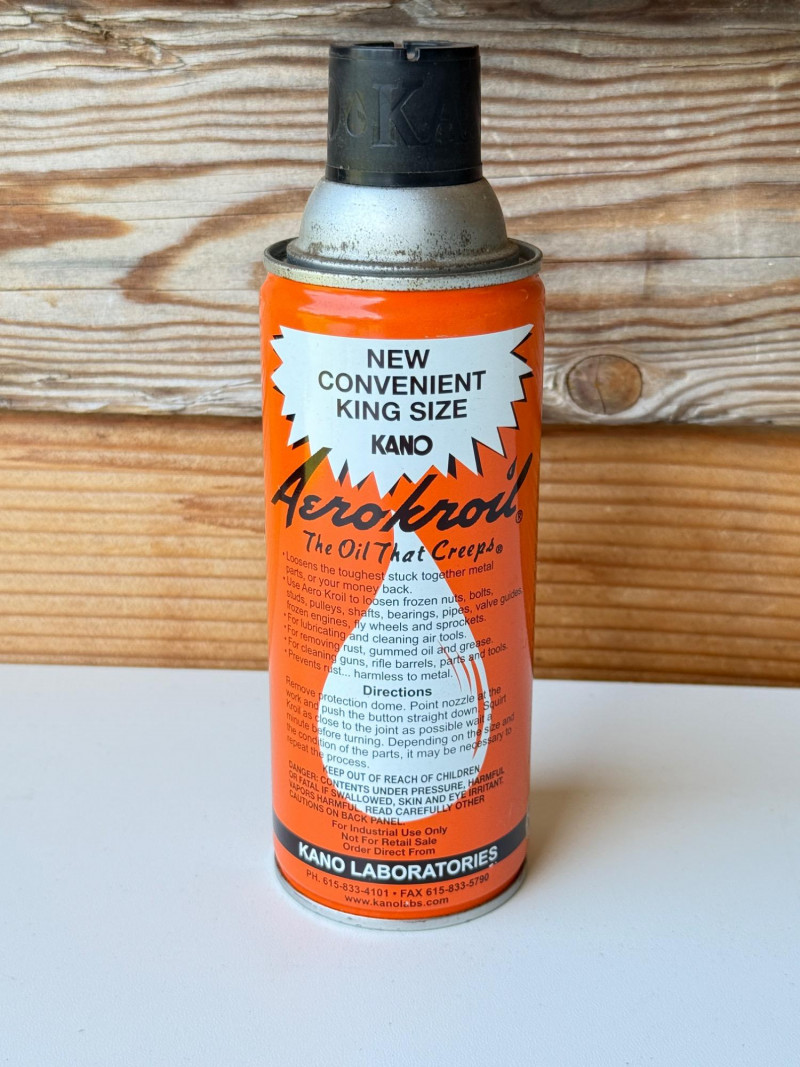 KA
NEW
CONVENIENT
KING SIZE
KANO
Aerokroil®
The Oil That Creeps®
• Loosens the toughest stuck together metal
parts, or your money back.
• Use Aero Kroil to loosen frozen nuts, bolts,
studs, pulleys, shafts, bearings, pipes, valve guides,
frozen engines, fly wheels and sprockets.
• For lubricating and cleaning air tools.
• For removing rust, gummed oil and grease.
• For cleaning guns, rifle barrels, parts and tools.
• Prevents rust... harmless to metal.
Directions
Remove protection dome. Point nozzle at the
work and push the button straight down. Squirt
Kroil as close to the joint as possible wait a
minute before turning. Depending on the size and
the condition of the parts, it may be necessary to
repeat the process.
KEEP OUT OF REACH OF CHILDREN
DANGER: CONTENTS UNDER PRESSURE, HARMFUL
OR FATAL IF SWALLOWED, SKIN AND EYE IRRITANT.
VAPORS HARMFUL. READ CAREFULLY OTHER
CAUTIONS ON BACK PANEL.
For Industrial Use Only
Not For Retail Sale
Order Direct From
KANO LABORATORIES
PH. 615-833-4101 • FAX 615-833-5790
www.kanolabs.com